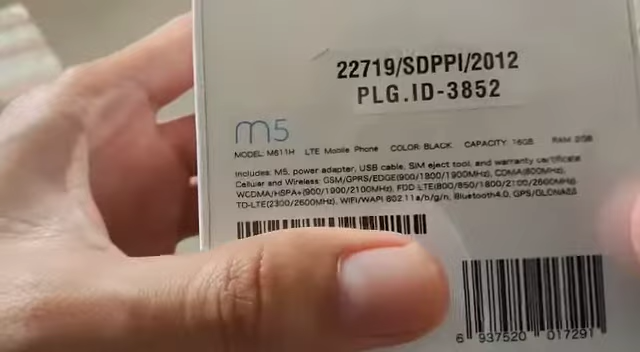 22719/SDPPI/2012
PLG.ID-3852
m5
MODEL: M611H LTE Mobile Phone COLOR: BLACK CAPACITY: 16GB RAM: 2GB
Includes: M5, power adapter, USB cable, SIM eject tool, and warranty certificate
Cellular and Wireless: GSM/GPRS/EDGE(900/1800/1900MHz), CDMA(800MHz),
WCDMA/HSPA+(900/1900/2100MHz), FDD-LTE(800/850/1800/2100/2600MHz)
TD-LTE(2300/2600MHz), WIFI/WAPI 802.11a/b/g/n, Bluetooth4.0, GPS/GLONASS
6 937520 017291